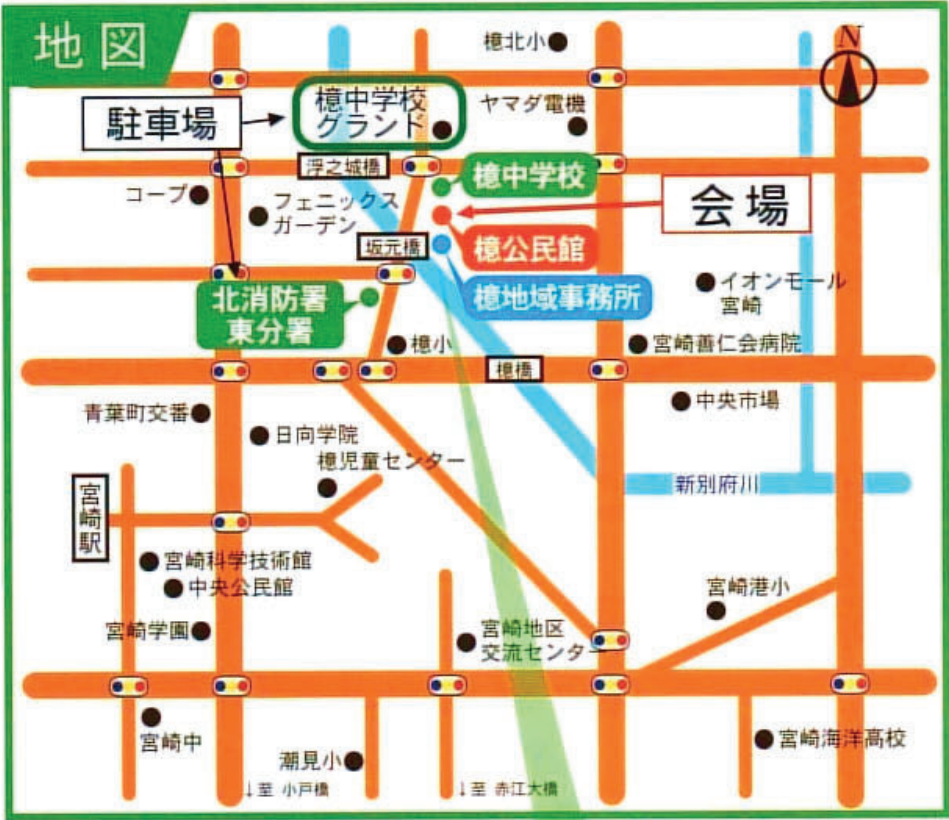 地図
N
檍北小
檍中学校
グランド
ヤマダ電機
駐車場
浮之城橋
檍中学校
コープ
フェニックス
ガーデン
会場
坂元橋
檍公民館
北消防署
東分署
檍地域事務所
イオンモール
宮崎
檍小
宮崎善仁会病院
檍橋
青葉町交番
中央市場
日向学院
檍児童センター
新別府川
宮崎駅
宮崎科学技術館
中央公民館
宮崎港小
宮崎学園
宮崎地区
交流センター
宮崎中
宮崎海洋高校
潮見小
↓至 小戸橋
↓至 赤江大橋